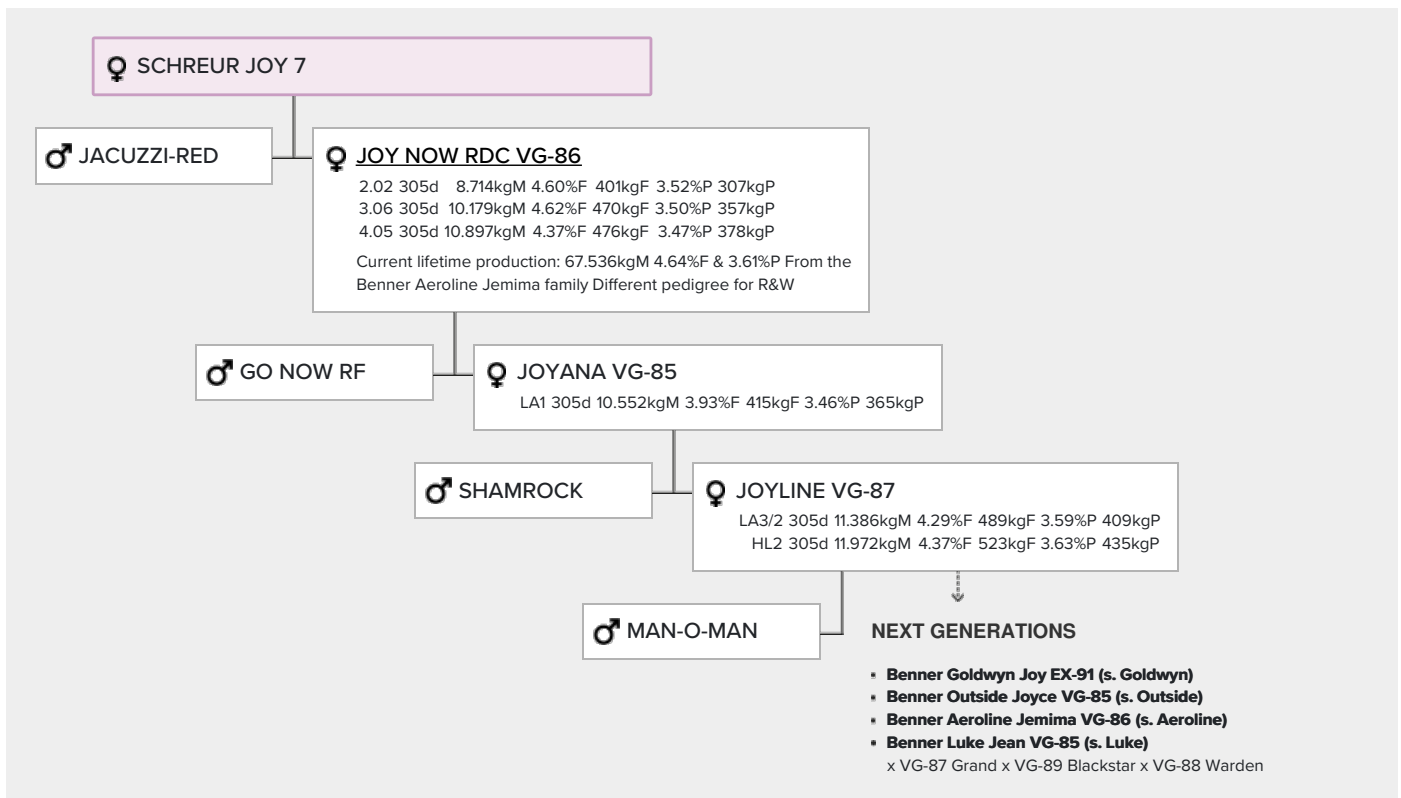 SCHREUR JOY 7
JACUZZI-RED
JOY NOW RDC VG-86
2.02 305d 8.714kgM 4.60%F 401kgF 3.52%P 307kgP
3.06 305d 10.179kgM 4.62%F 470kgF 3.50%P 357kgP
4.05 305d 10.897kgM 4.37%F 476kgF 3.47%P 378kgP
Current lifetime production: 67.536kgM 4.64%F & 3.61%P From the
Benner Aeroline Jemima family Different pedigree for R&W
GO NOW RF
JOYANA VG-85
LA1 305d 10.552kgM 3.93%F 415kgF 3.46%P 365kgP
SHAMROCK
JOYLINE VG-87
LA3/2 305d 11.386kgM 4.29%F 489kgF 3.59%P 409kgP
HL2 305d 11.972kgM 4.37%F 523kgF 3.63%P 435kgP
MAN-O-MAN
NEXT GENERATIONS
• Benner Goldwyn Joy EX-91 (s. Goldwyn)
• Benner Outside Joyce VG-85 (s. Outside)
• Benner Aeroline Jemima VG-86 (s. Aeroline)
• Benner Luke Jean VG-85 (s. Luke)
x VG-87 Grand x VG-89 Blackstar x VG-88 Warden